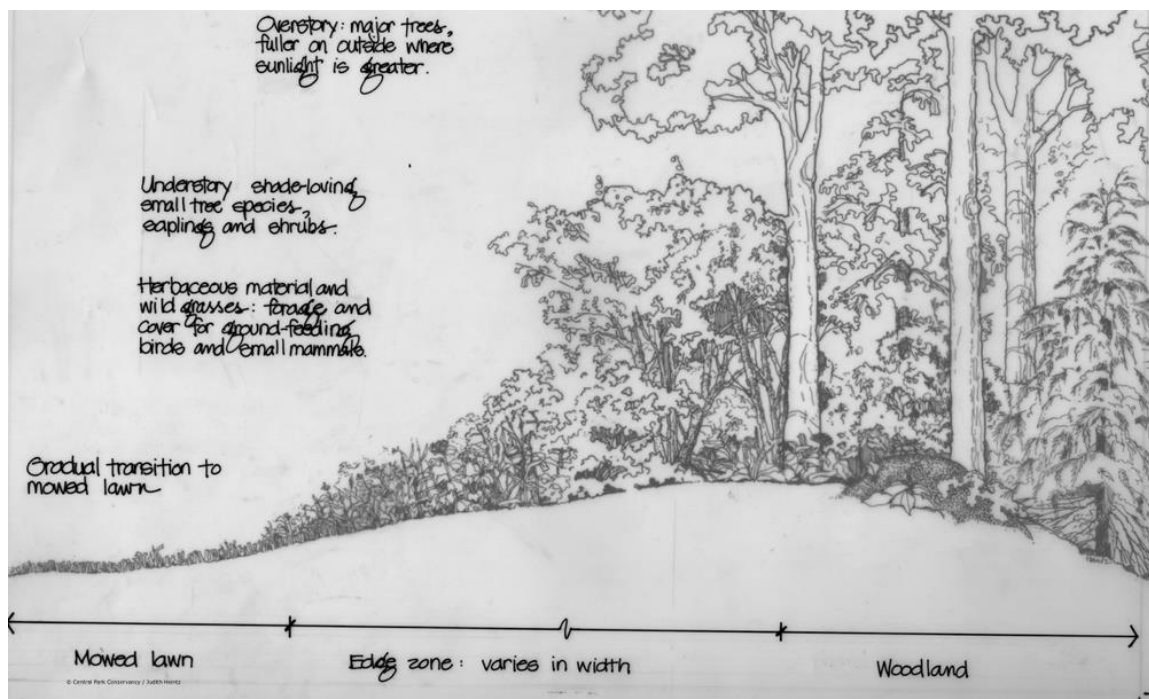 Overstory: major trees,
fuller on outside where
sunlight is greater.
Understory shade-loving
small tree species,
saplings and shrubs.
Herbaceous material and
wild grasses: forage and
cover for ground-feeding
birds and small mammals.
Gradual transition to
mowed lawn
Mowed lawn
Edge zone: varies in width
Woodland
© Central Park Conservancy / Judith Heintz